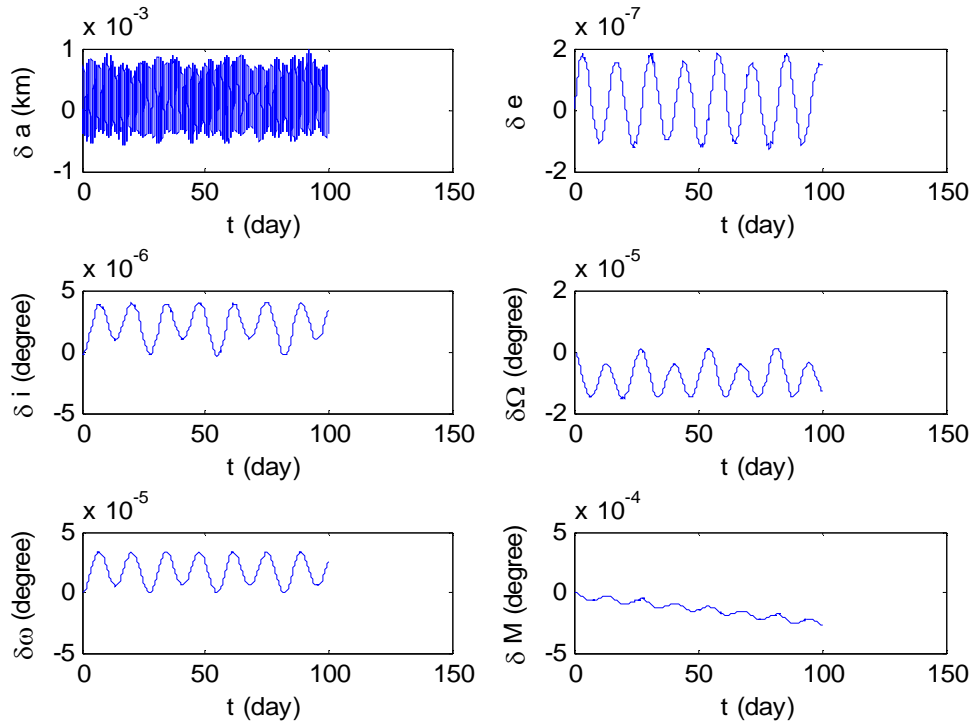 x 10^-3
1
0
-1
δ a (km)
0 50 100 150
t (day)
x 10^-7
2
0
-2
δ e
0 50 100 150
t (day)
x 10^-6
5
0
-5
δ i (degree)
0 50 100 150
t (day)
x 10^-5
2
0
-2
δΩ (degree)
0 50 100 150
t (day)
x 10^-5
5
0
-5
δω (degree)
0 50 100 150
t (day)
x 10^-4
5
0
-5
δ M (degree)
0 50 100 150
t (day)